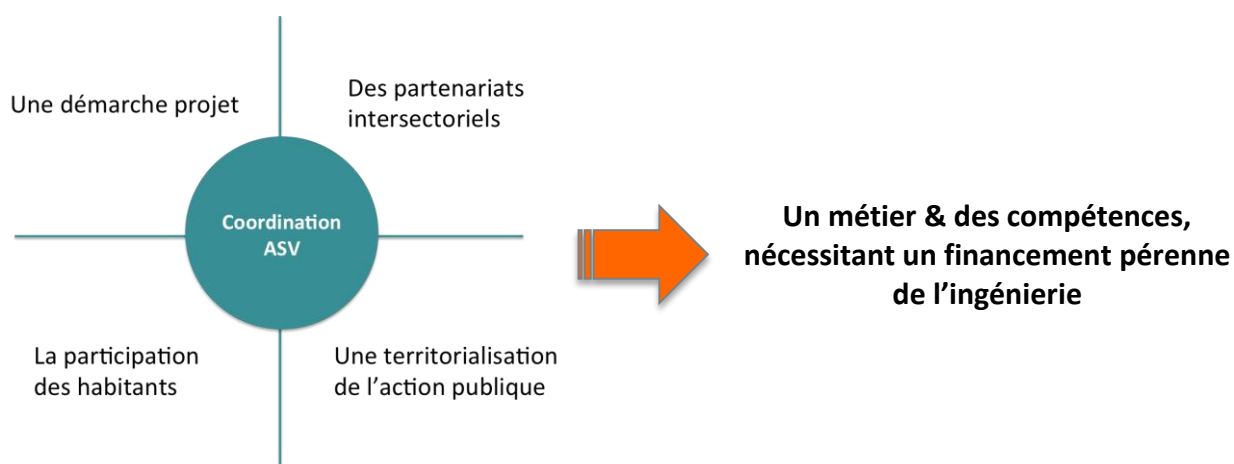 Une démarche projet
Des partenariats
intersectoriels
Coordination
ASV
La participation
des habitants
Une territorialisation
de l'action publique
Un métier & des compétences,
nécessitant un financement pérenne
de l'ingénierie